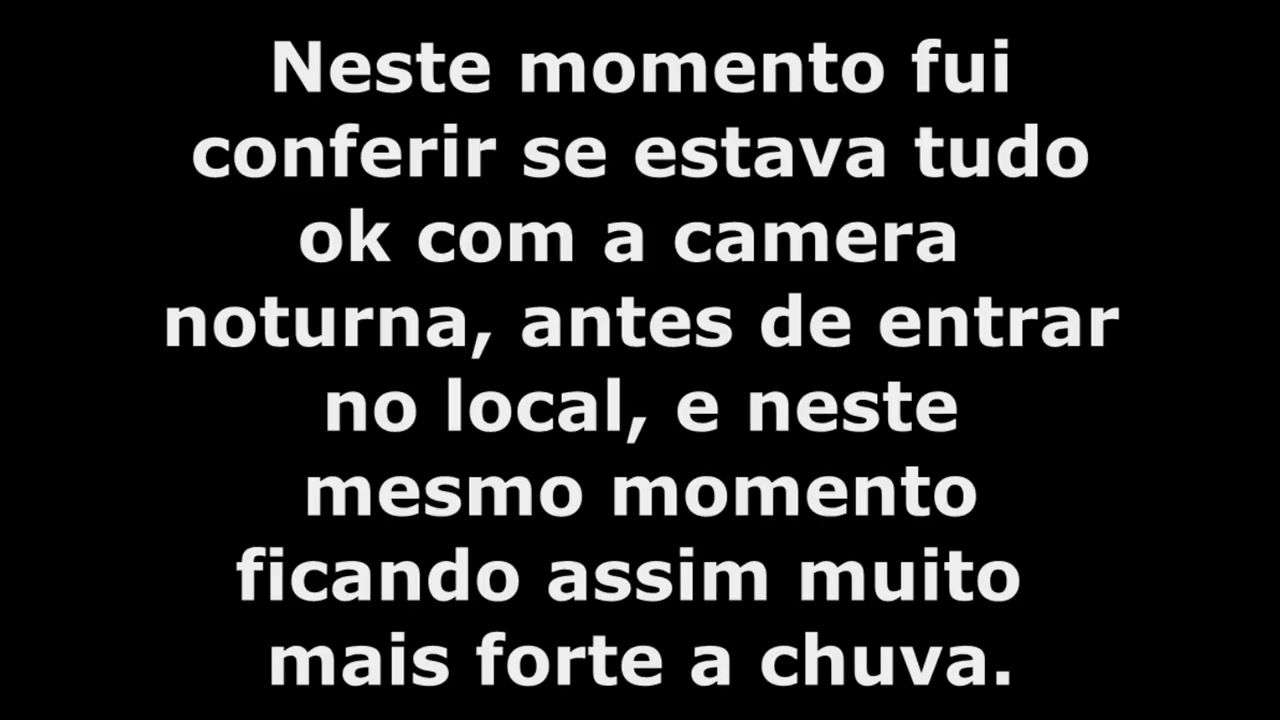 Neste momento fui
conferir se estava tudo
ok com a camera
noturna, antes de entrar
no local, e neste
mesmo momento
ficando assim muito
mais forte a chuva.